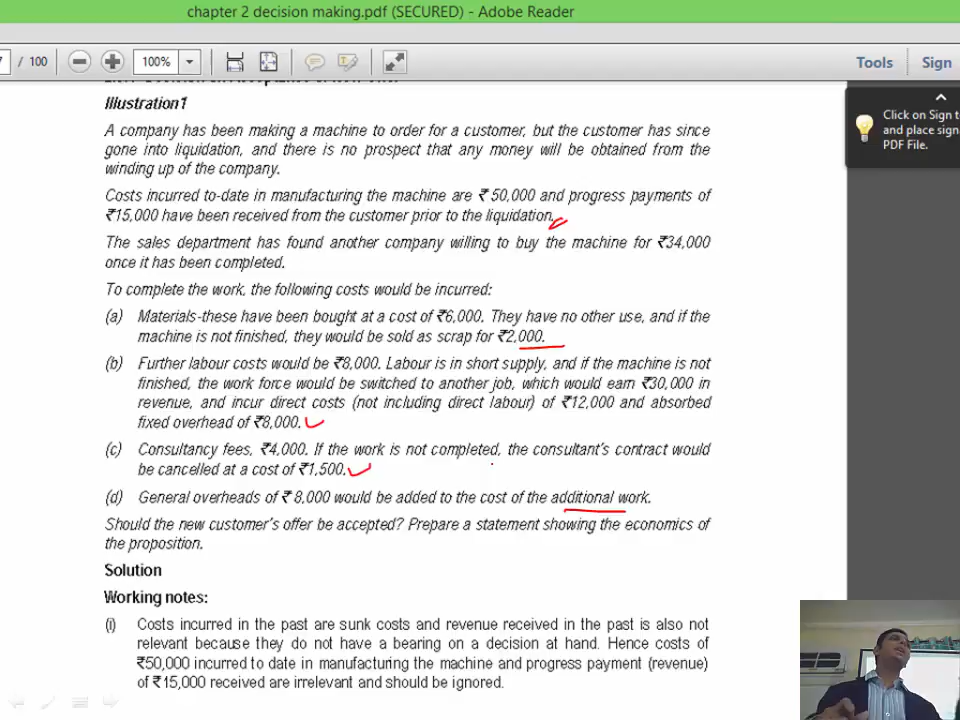 chapter 2 decision making.pdf (SECURED) - Adobe Reader
/ 100
100%
Tools
Sign
Click on Sign to
and place sign
PDF File.
Illustration1
A company has been making a machine to order for a customer, but the customer has since
gone into liquidation, and there is no prospect that any money will be obtained from the
winding up of the company.
Costs incurred to-date in manufacturing the machine are ₹ 50,000 and progress payments of
₹15,000 have been received from the customer prior to the liquidation.
The sales department has found another company willing to buy the machine for ₹34,000
once it has been completed.
To complete the work, the following costs would be incurred:
(a) Materials-these have been bought at a cost of ₹6,000. They have no other use, and if the
machine is not finished, they would be sold as scrap for ₹2,000.
(b) Further labour costs would be ₹8,000. Labour is in short supply, and if the machine is not
finished, the work force would be switched to another job, which would earn ₹30,000 in
revenue, and incur direct costs (not including direct labour) of ₹12,000 and absorbed
fixed overhead of ₹8,000.
(c) Consultancy fees, ₹4,000. If the work is not completed, the consultant's contract would
be cancelled at a cost of ₹1,500.
(d) General overheads of ₹ 8,000 would be added to the cost of the additional work.
Should the new customer's offer be accepted? Prepare a statement showing the economics of
the proposition.
Solution
Working notes:
(i) Costs incurred in the past are sunk costs and revenue received in the past is also not
relevant because they do not have a bearing on a decision at hand. Hence costs of
₹50,000 incurred to date in manufacturing the machine and progress payment (revenue)
of ₹ 15,000 received are irrelevant and should be ignored.